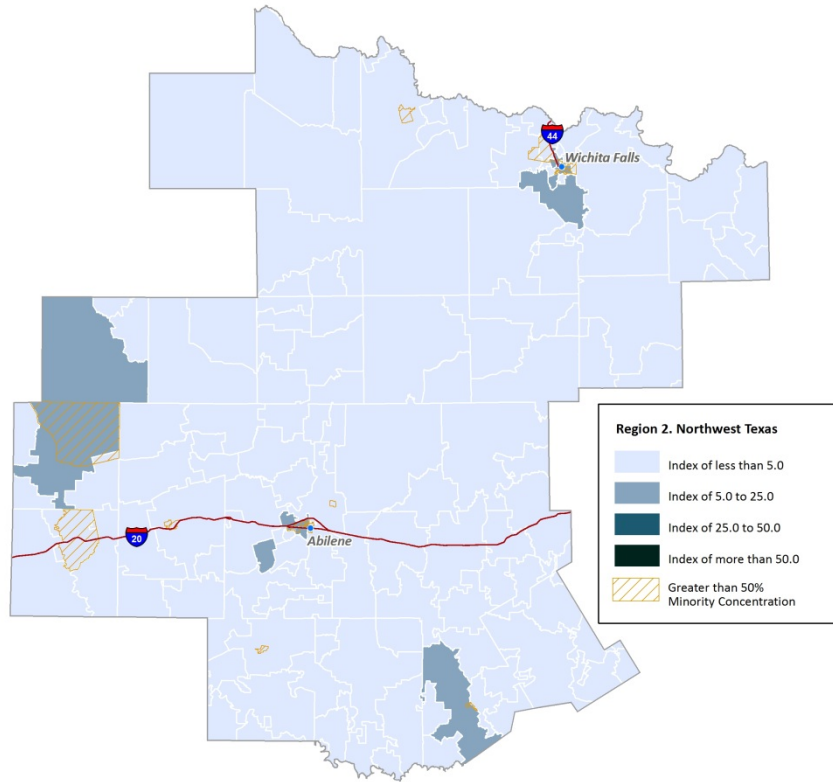 44
Wichita Falls
20
Abilene
Region 2. Northwest Texas
Index of less than 5.0
Index of 5.0 to 25.0
Index of 25.0 to 50.0
Index of more than 50.0
Greater than 50%
Minority Concentration